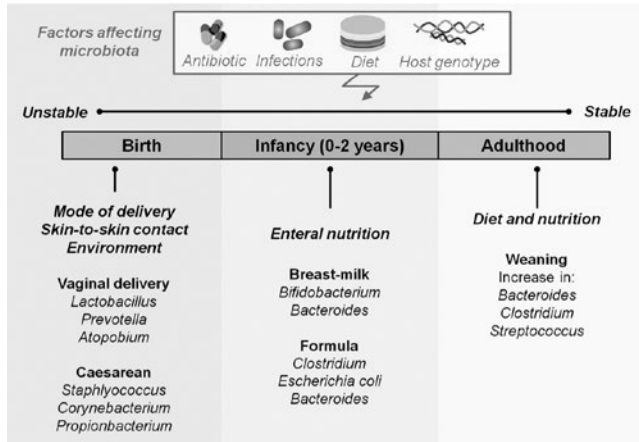 Factors affecting
microbiota
Antibiotic Infections Diet Host genotype
Unstable Stable
Birth Infancy (0-2 years) Adulthood
Mode of delivery
Skin-to-skin contact
Environment
Vaginal delivery
Lactobacillus
Prevotella
Atopobium
Caesarean
Staphlyococcus
Corynebacterium
Propionbacterium
Enteral nutrition
Breast-milk
Bifidobacterium
Bacteroides
Formula
Clostridium
Escherichia coli
Bacteroides
Diet and nutrition
Weaning
Increase in:
Bacteroides
Clostridium
Streptococcus